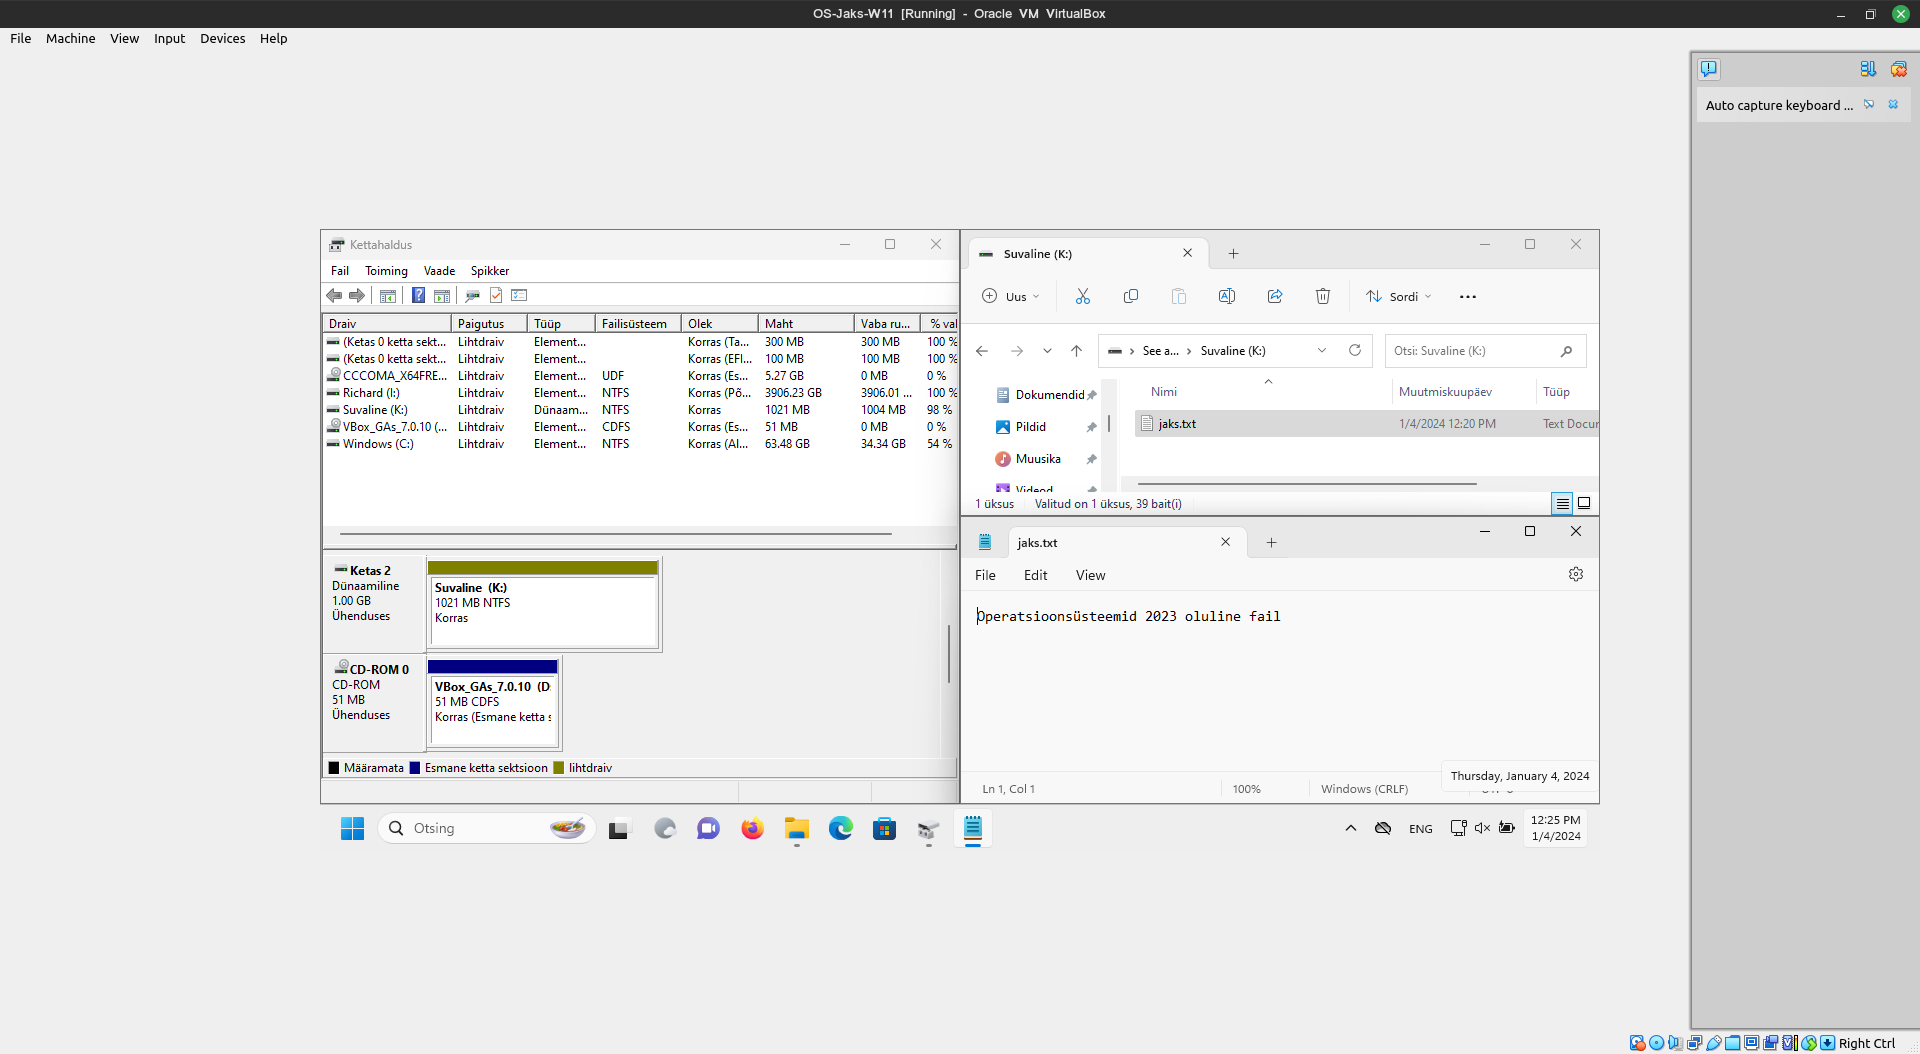 OS-Jaks-W11 [Running] - Oracle VM VirtualBox
File Machine View Input Devices Help
Auto capture keyboard ...
Kettahaldus
Fail Toiming Vaade Spikker
Draiv Paigutus Tüüp Failisüsteem Olek Maht Vaba ru... % val
(Ketas 0 ketta sekt... Lihtdraiv Element... Korras (Ta... 300 MB 300 MB 100 %
(Ketas 0 ketta sekt... Lihtdraiv Element... Korras (EFI... 100 MB 100 MB 100 %
CCCOMA_X64FRE... Lihtdraiv Element... UDF Korras (Es... 5.27 GB 0 MB 0 %
Richard (I:) Lihtdraiv Element... NTFS Korras (Põ... 3906.23 GB 3906.01 ... 100 %
Suvaline (K:) Lihtdraiv Dünaam... NTFS Korras 1021 MB 1004 MB 98 %
VBox_GAs_7.0.10 (... Lihtdraiv Element... CDFS Korras (Es... 51 MB 0 MB 0 %
Windows (C:) Lihtdraiv Element... NTFS Korras (Al... 63.48 GB 34.34 GB 54 %
Ketas 2
Dünaamiline
1.00 GB
Ühenduses
Suvaline (K:)
1021 MB NTFS
Korras
CD-ROM 0
CD-ROM
51 MB
Ühenduses
VBox_GAs_7.0.10 (D:
51 MB CDFS
Korras (Esmane ketta s
Määramata Esmane ketta sektsioon lihtdraiv
Suvaline (K:)
Uus Sordi
See a... Suvaline (K:) Otsi: Suvaline (K:)
Nimi Muutmiskuupäev Tüüp
Dokumendid
Pildid
Muusika
Videod
jaks.txt 1/4/2024 12:20 PM Text Docur
1 üksus Valitud on 1 üksus, 39 bait(i)
jaks.txt
File Edit View
Operatsioonsüsteemid 2023 oluline fail
Thursday, January 4, 2024
Ln 1, Col 1 100% Windows (CRLF)
Otsing
ENG
12:25 PM
1/4/2024
Right Ctrl